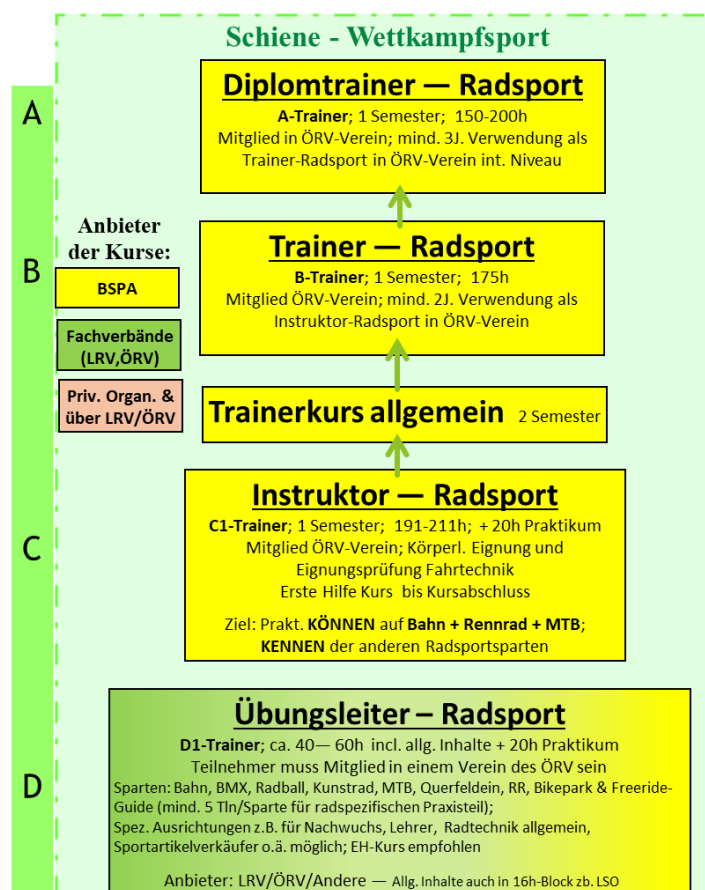 Schiene - Wettkampfsport
A
Diplomtrainer — Radsport
A-Trainer; 1 Semester; 150-200h
Mitglied in ÖRV-Verein; mind. 3J. Verwendung als
Trainer-Radsport in ÖRV-Verein int. Niveau
Anbieter
der Kurse:
BSPA
Fachverbände
(LRV,ÖRV)
Priv. Organ. &
über LRV/ÖRV
B
Trainer — Radsport
B-Trainer; 1 Semester; 175h
Mitglied ÖRV-Verein; mind. 2J. Verwendung als
Instruktor-Radsport in ÖRV-Verein
Trainerkurs allgemein 2 Semester
C
Instruktor — Radsport
C1-Trainer; 1 Semester; 191-211h; + 20h Praktikum
Mitglied ÖRV-Verein; Körperl. Eignung und
Eignungsprüfung Fahrtechnik
Erste Hilfe Kurs bis Kursabschluss
Ziel: Prakt. KÖNNEN auf Bahn + Rennrad + MTB;
KENNEN der anderen Radsportsparten
D
Übungsleiter – Radsport
D1-Trainer; ca. 40— 60h incl. allg. Inhalte + 20h Praktikum
Teilnehmer muss Mitglied in einem Verein des ÖRV sein
Sparten: Bahn, BMX, Radball, Kunstrad, MTB, Querfeldein, RR, Bikepark & Freeride-
Guide (mind. 5 Tln/Sparte für radspezifischen Praxisteil);
Spez. Ausrichtungen z.B. für Nachwuchs, Lehrer, Radtechnik allgemein,
Sportartikelverkäufer o.ä. möglich; EH-Kurs empfohlen
Anbieter: LRV/ÖRV/Andere — Allg. Inhalte auch in 16h-Block zb. LSO